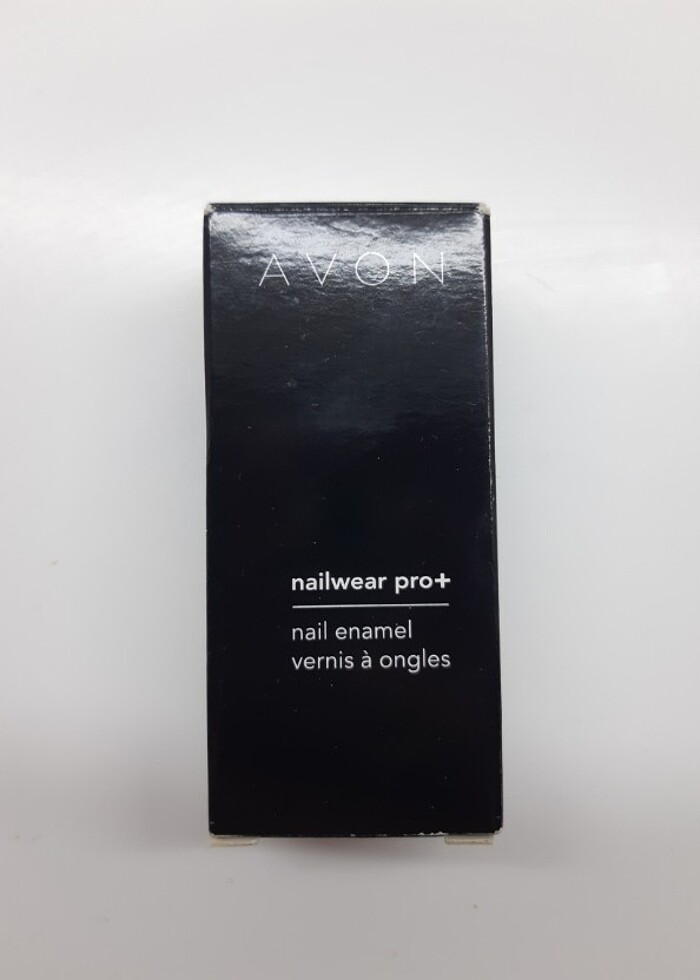 AVON
nailwear pro+
nail enamel
vernis à ongles